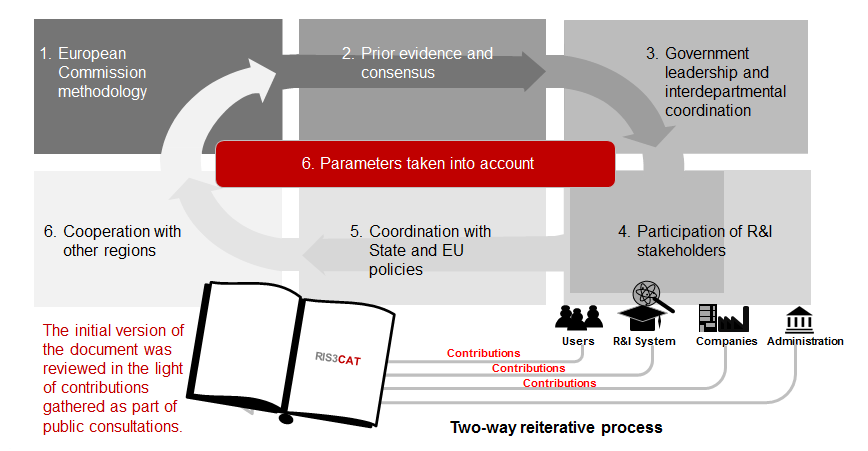 1. European
Commission
methodology
2. Prior evidence and
consensus
3. Government
leadership and
interdepartmental
coordination
6. Parameters taken into account
6. Cooperation with
other regions
5. Coordination with
State and EU
policies
4. Participation of R&I
stakeholders
The initial version of
the document was
reviewed in the light
of contributions
gathered as part of
public consultations.
RIS3CAT
Users
R&I System
Companies
Administration
Contributions
Contributions
Contributions
Two-way reiterative process